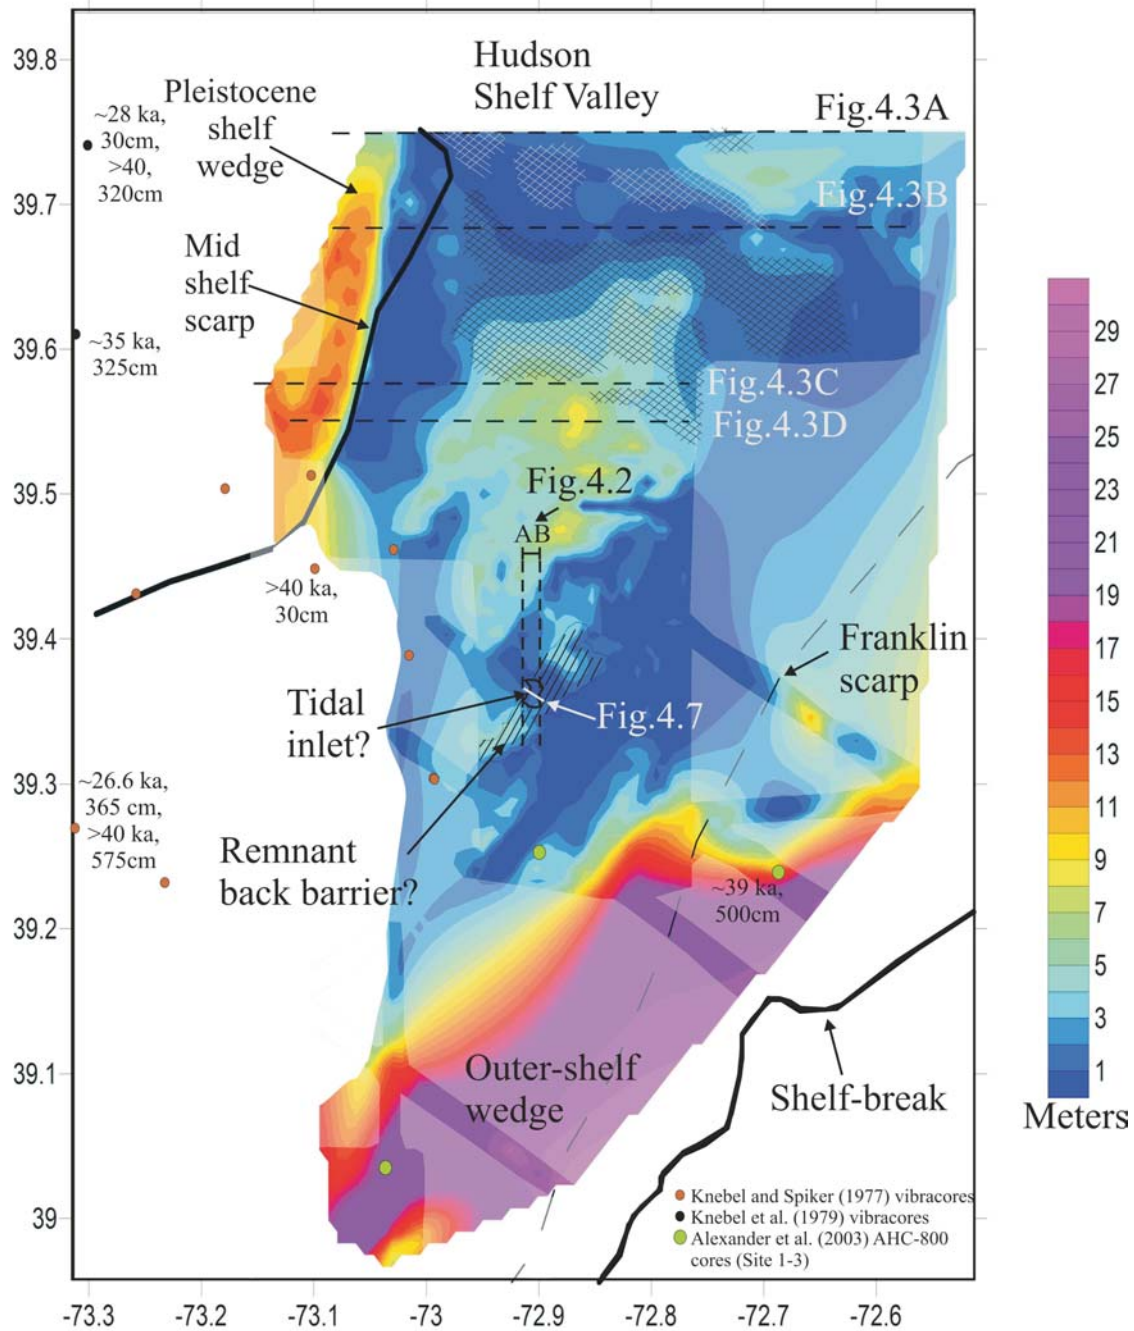 Hudson
Shelf Valley
Pleistocene
shelf
wedge
Fig.4.3A
~28 ka,
30cm,
>40,
320cm
Fig.4.3B
Mid
shelf
scarp
~35 ka
325cm
Fig.4.3C
Fig.4.3D
Fig.4.2
AB
>40 ka,
30cm
Franklin
scarp
Tidal
inlet?
Fig.4.7
~26.6 ka,
365 cm,
>40 ka,
575cm
Remnant
back barrier?
~39 ka,
500cm
Outer-shelf
wedge
Shelf-break
Knebel and Spiker (1977) vibracores
Knebel et al. (1979) vibracores
Alexander et al. (2003) AHC-800
cores (Site 1-3)
39.8
39.7
39.6
39.5
39.4
39.3
39.2
39.1
39
-73.3
-73.2
-73.1
-73
-72.9
-72.8
-72.7
-72.6
29
27
25
23
21
19
17
15
13
11
9
7
5
3
1
Meters